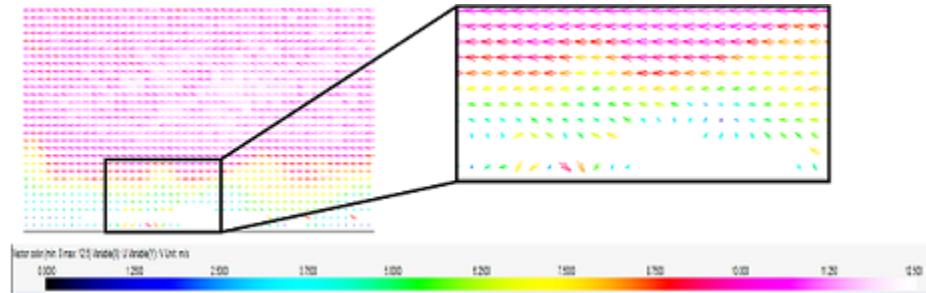 Vector color (min: 0 max: 12.5) Variable(X): U Variable(Y): V Unit: m/s
0.000 1.250 2.500 3.750 5.000 6.250 7.500 8.750 10.00 11.25 12.50